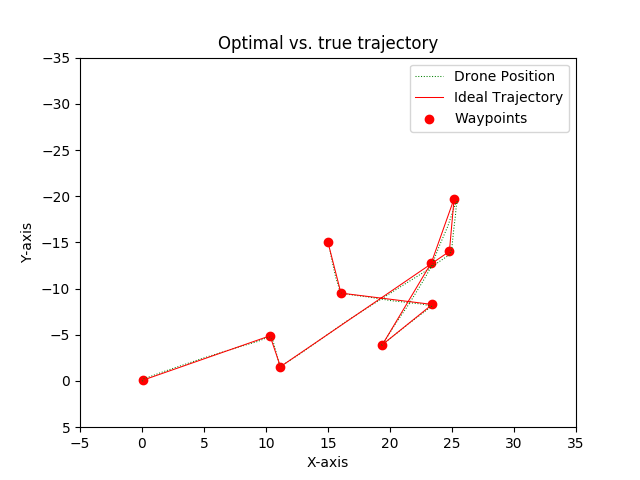 Optimal vs. true trajectory
Drone Position
Ideal Trajectory
Waypoints
−35
−30
−25
−20
−15
−10
−5
0
5
Y-axis
−5 0 5 10 15 20 25 30 35
X-axis